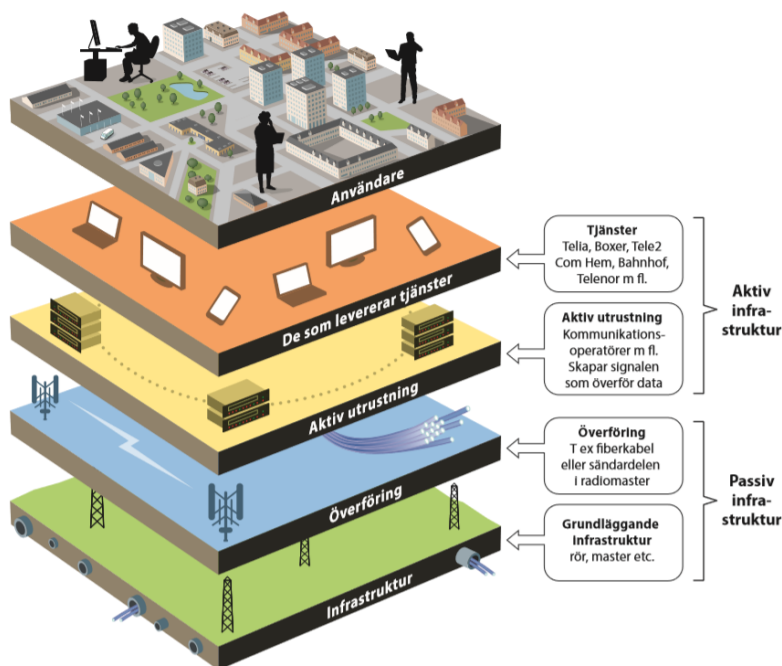 Användare
Tjänster
Telia, Boxer, Tele2
Com Hem, Bahnhof,
Telenor m fl.
De som levererar tjänster
Aktiv
infra-
struktur
Aktiv utrustning
Kommunikations-
operatörer m fl.
Skapar signalen
som överför data
Aktiv utrustning
Överföring
T ex fiberkabel
eller sändardelen
i radiomaster
Överföring
Passiv
infra-
struktur
Grundläggande
infrastruktur
rör, master etc.
Infrastruktur